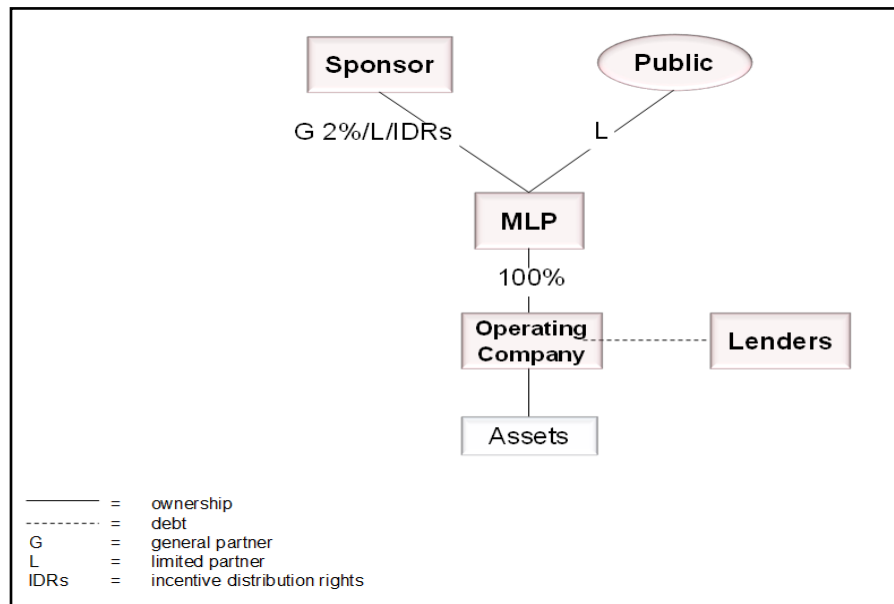 Sponsor
Public
G 2%/L/IDRs
L
MLP
100%
Operating
Company
Lenders
Assets
= ownership
= debt
G = general partner
L = limited partner
IDRs = incentive distribution rights